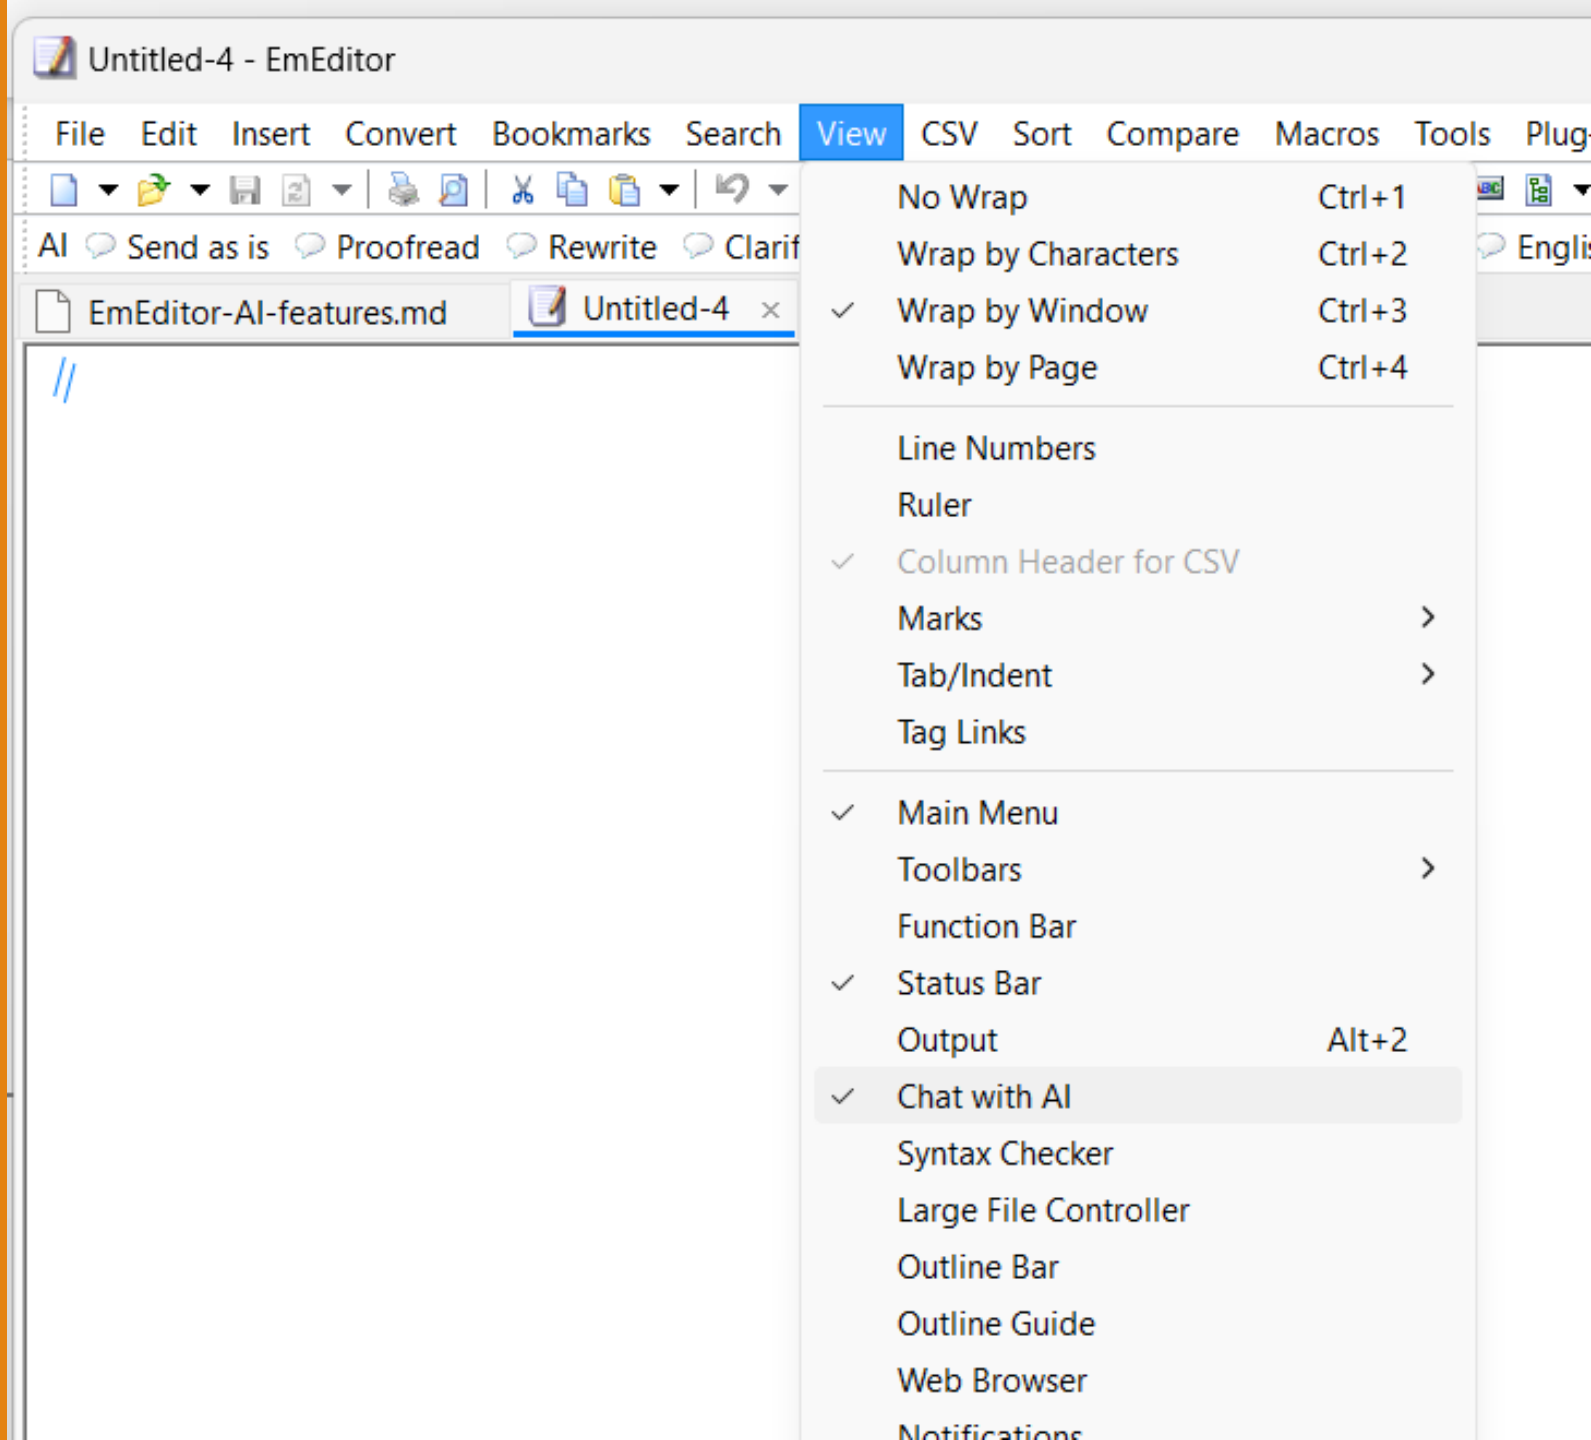 Untitled-4 - EmEditor
File Edit Insert Convert Bookmarks Search View CSV Sort Compare Macros Tools Plug-
AI Send as is Proofread Rewrite Clarif Englis
EmEditor-AI-features.md Untitled-4 ×
//
No Wrap Ctrl+1
Wrap by Characters Ctrl+2
Wrap by Window Ctrl+3
Wrap by Page Ctrl+4
Line Numbers
Ruler
Column Header for CSV
Marks
Tab/Indent
Tag Links
Main Menu
Toolbars
Function Bar
Status Bar
Output Alt+2
Chat with AI
Syntax Checker
Large File Controller
Outline Bar
Outline Guide
Web Browser
Notifications